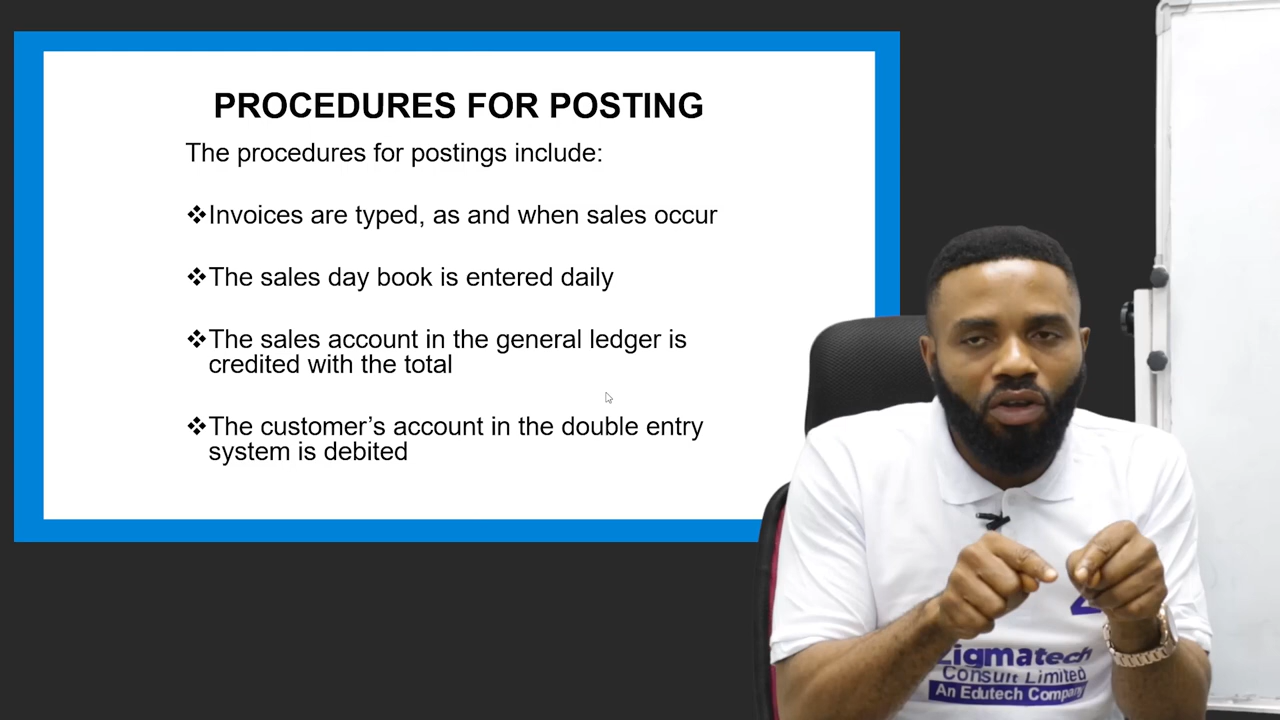 PROCEDURES FOR POSTING
The procedures for postings include:
❖Invoices are typed, as and when sales occur
❖The sales day book is entered daily
❖The sales account in the general ledger is
credited with the total
❖The customer’s account in the double entry
system is debited
Zigmatech
Consult Limited
An Edutech Company